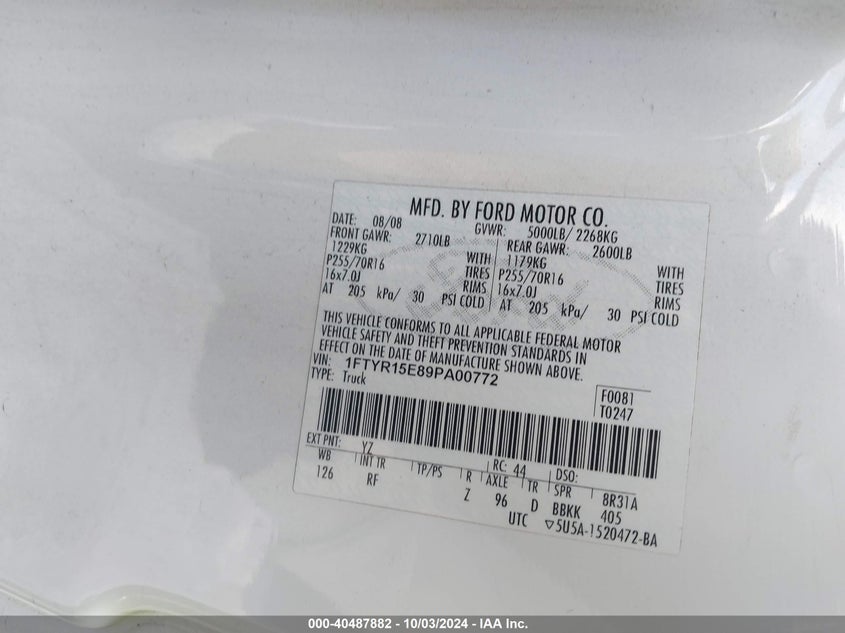 MFD. BY FORD MOTOR CO.
DATE: 08/08 GVWR: 5000LB/ 2268KG
FRONT GAWR: 2710LB REAR GAWR: 2600LB
1229KG WITH 1179KG WITH
P255/70R16 TIRES P255/70R16 TIRES
16x7.0J RIMS 16x7.0J RIMS
AT 205 kPa/ 30 PSI COLD AT 205 kPa/ 30 PSI COLD
THIS VEHICLE CONFORMS TO ALL APPLICABLE FEDERAL MOTOR
VEHICLE SAFETY AND THEFT PREVENTION STANDARDS IN
EFFECT ON THE DATE OF MANUFACTURE SHOWN ABOVE.
VIN: 1FTYR15E89PA00772
TYPE: Truck
F0081
T0247
EXT PNT: YZ RC: 44 DSO:
WB INT TR TP/PS R AXLE TR SPR 8R31A
126 RF Z 96 D BBKK 405
UTC ▽5U5A-1520472-BA
000-40487882 - 10/03/2024 - IAA Inc.